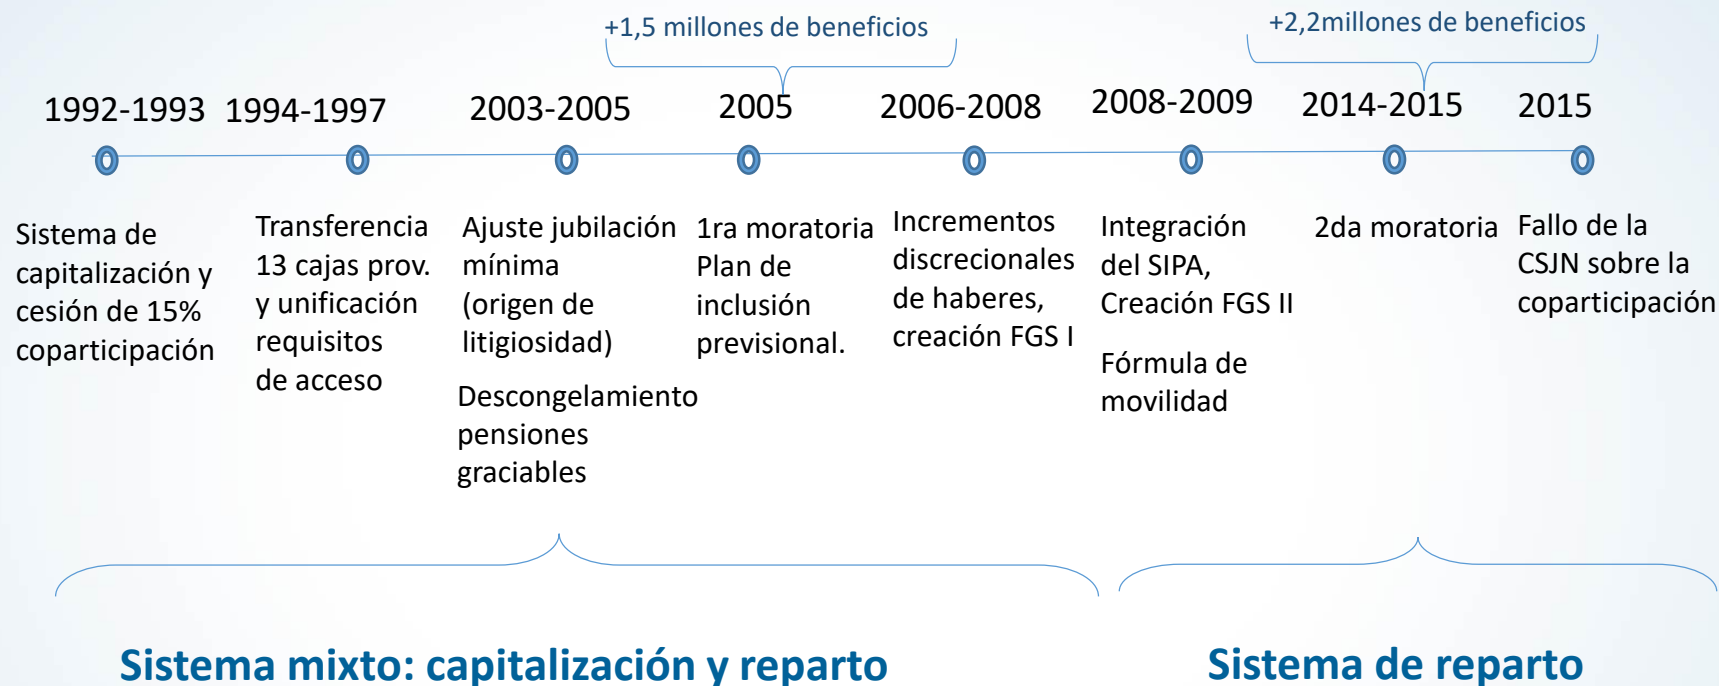 +1,5 millones de beneficios
+2,2millones de beneficios
1992-1993
1994-1997
2003-2005
2005
2006-2008
2008-2009
2014-2015
2015
Sistema de
capitalización y
cesión de 15%
coparticipación
Transferencia
13 cajas prov.
y unificación
requisitos
de acceso
Ajuste jubilación
mínima
(origen de
litigiosidad)
Descongelamiento
pensiones
graciables
1ra moratoria
Plan de
inclusión
previsional.
Incrementos
discrecionales
de haberes,
creación FGS I
Integración
del SIPA,
Creación FGS II
Fórmula de
movilidad
2da moratoria
Fallo de la
CSJN sobre la
coparticipación
Sistema mixto: capitalización y reparto
Sistema de reparto